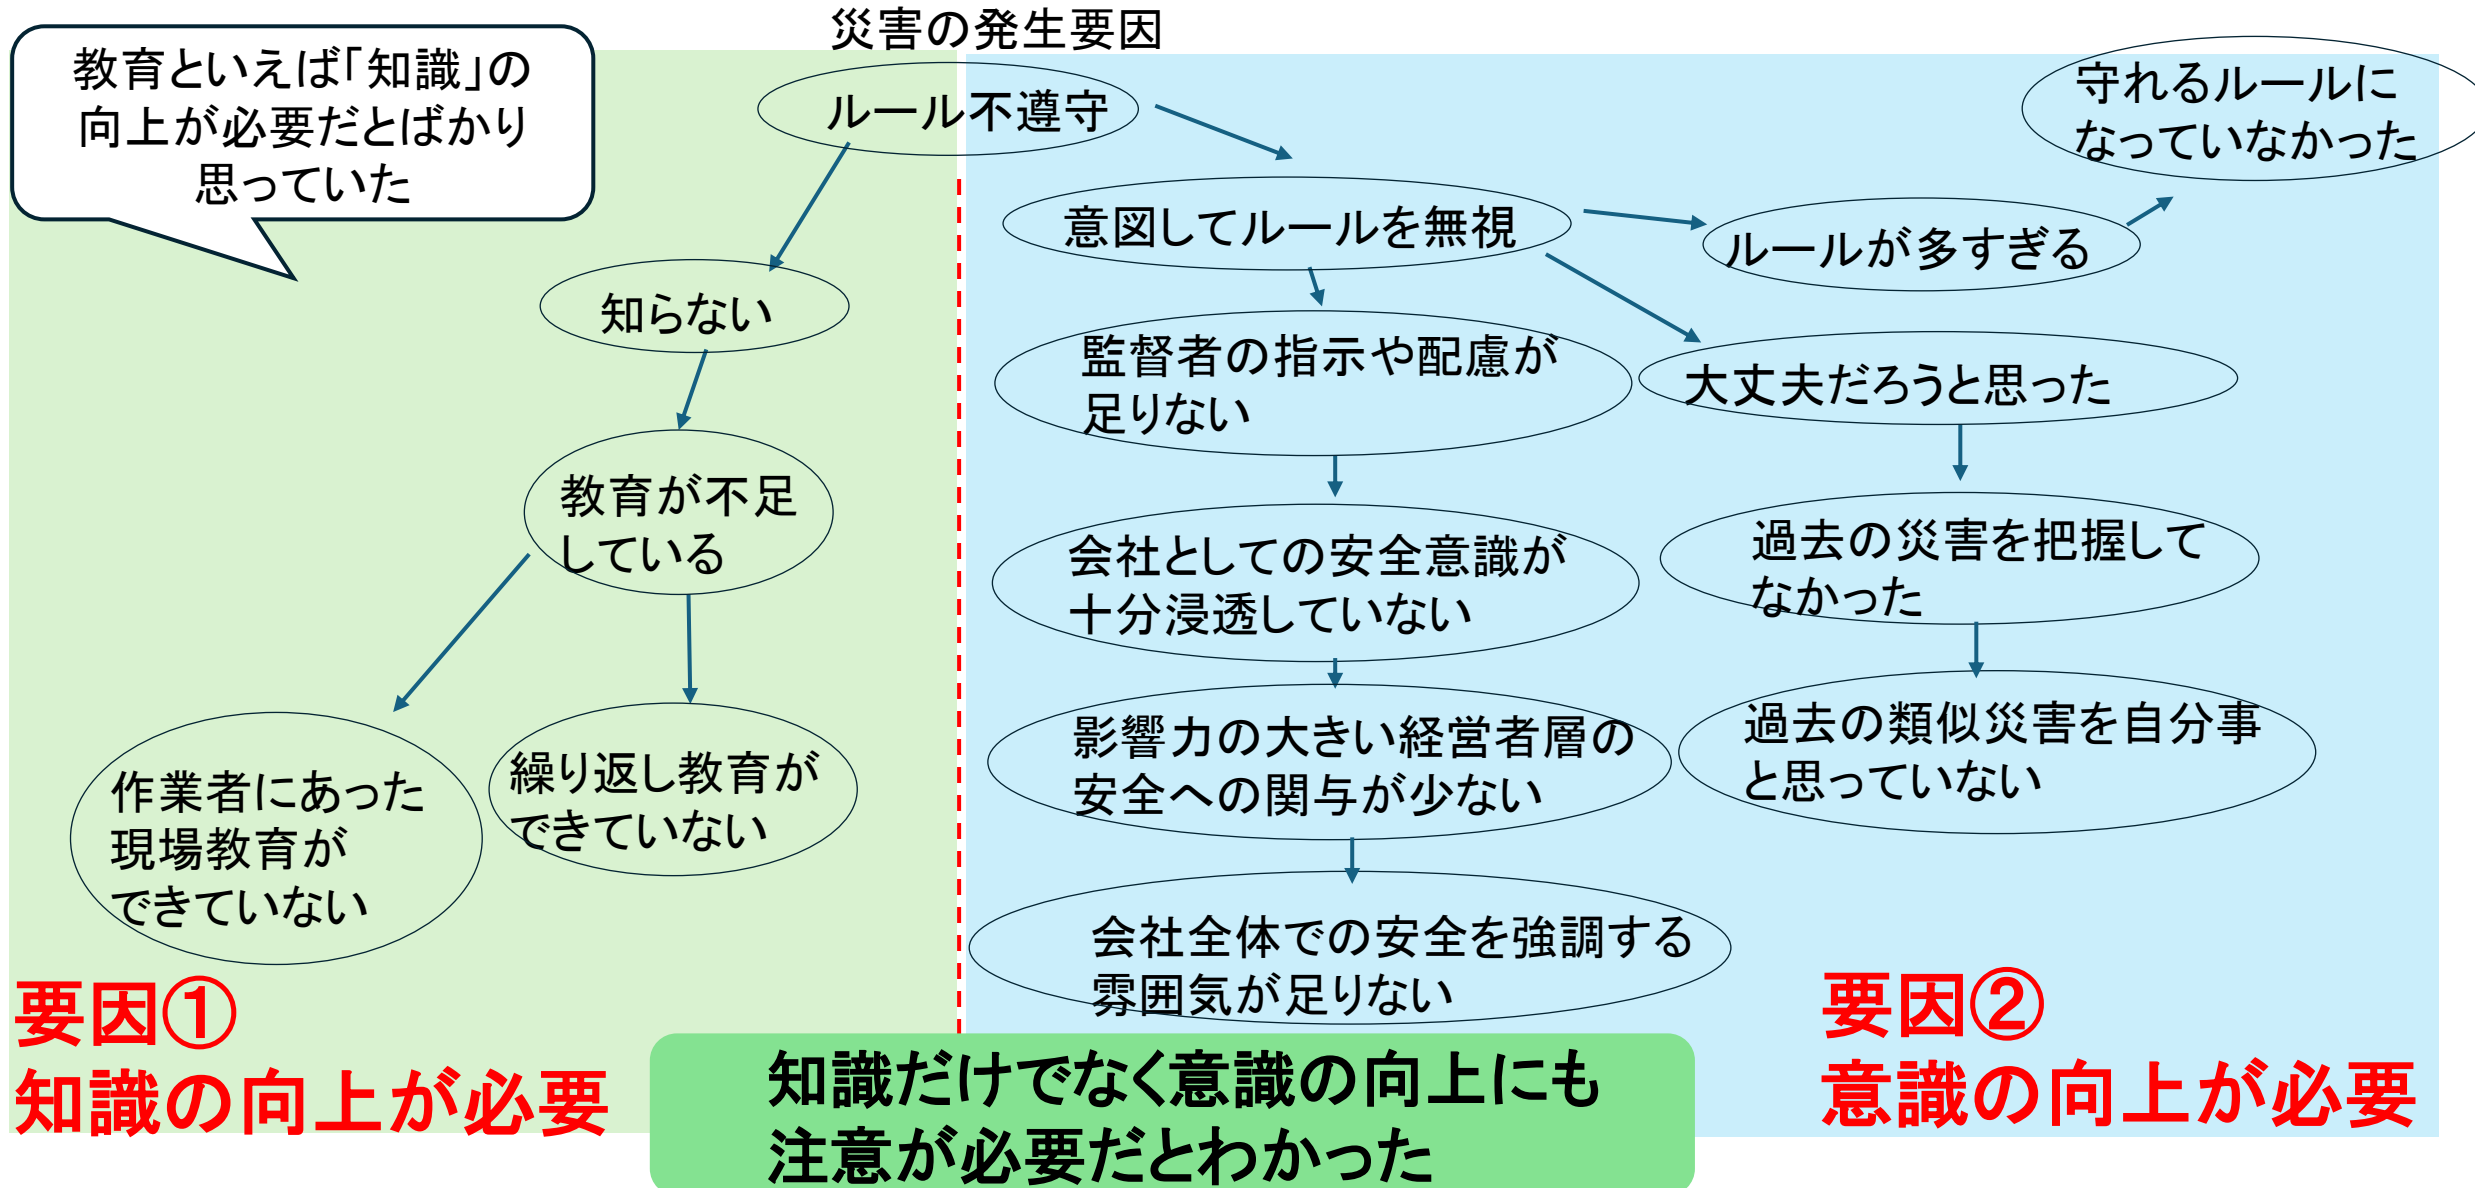 災害の発生要因
教育といえば「知識」の
向上が必要だとばかり
思っていた
ルール不遵守
守れるルールに
なっていなかった
意図してルールを無視
ルールが多すぎる
知らない
監督者の指示や配慮が
足りない
大丈夫だろうと思った
教育が不足
している
会社としての安全意識が
十分浸透していない
過去の災害を把握して
なかった
作業者にあった
現場教育が
できていない
繰り返し教育が
できていない
影響力の大きい経営者層の
安全への関与が少ない
過去の類似災害を自分事
と思っていない
会社全体での安全を強調する
雰囲気が足りない
要因①
知識の向上が必要
要因②
意識の向上が必要
知識だけでなく意識の向上にも
注意が必要だとわかった